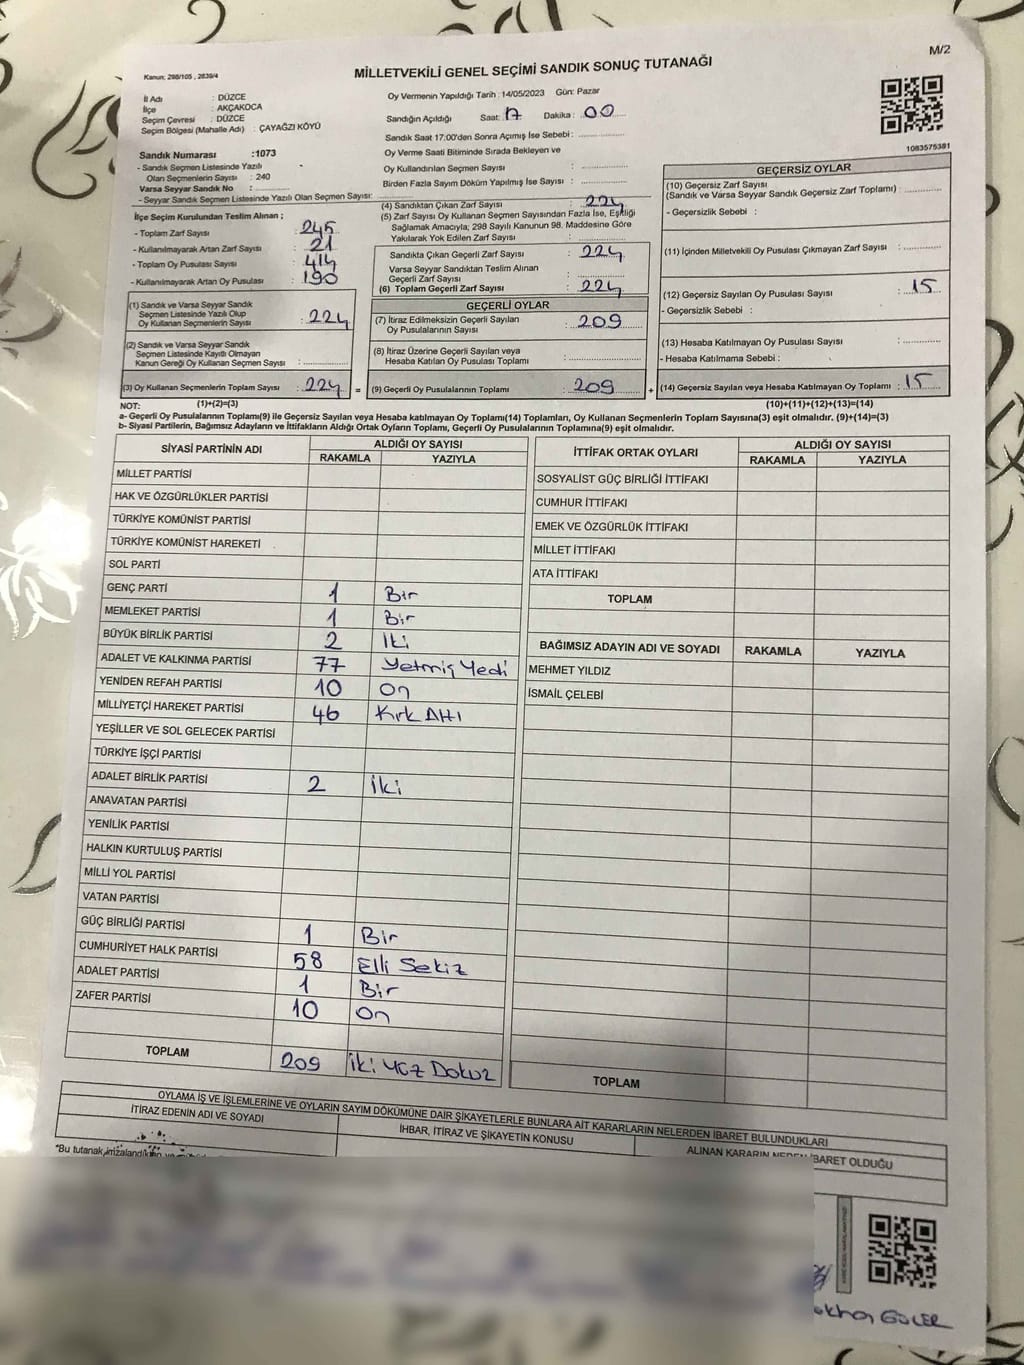 M/2
Kanun: 298/105 , 2839/4
MİLLETVEKİLİ GENEL SEÇİMİ SANDIK SONUÇ TUTANAĞI
İl Adı : DÜZCE
İlçe : AKÇAKOCA
Seçim Çevresi : DÜZCE
Seçim Bölgesi (Mahalle Adı) : ÇAYAĞZI KÖYÜ
Oy Vermenin Yapıldığı Tarih : 14/05/2023 Gün: Pazar
Sandığın Açıldığı Saat: 17 Dakika : 00
Sandık Saat 17:00'den Sonra Açımış İse Sebebi :
Oy Verme Saati Bitiminde Sırada Bekleyen ve
Oy Kullandırılan Seçmen Sayısı :
Birden Fazla Sayım Döküm Yapılmış İse Sayısı :
1083575381
Sandık Numarası :1073
- Sandık Seçmen Listesinde Yazılı
Olan Seçmenlerin Sayısı : 240
Varsa Seyyar Sandık No :
- Seyyar Sandık Seçmen Listesinde Yazılı Olan Seçmen Sayısı:
İlçe Seçim Kurulundan Teslim Alınan ;
- Toplam Zarf Sayısı : 245
- Kullanılmayarak Artan Zarf Sayısı : 21
- Toplam Oy Pusulası Sayısı : 414
- Kullanılmayarak Artan Oy Pusulası : 190
(1) Sandık ve Varsa Seyyar Sandık
Seçmen Listesinde Yazılı Olup
Oy Kullanan Seçmenlerin Sayısı : 224
(2) Sandık ve Varsa Seyyar Sandık
Seçmen Listesinde Kayıtlı Olmayan
Kanun Gereği Oy Kullanan Seçmen Sayısı :
(3) Oy Kullanan Seçmenlerin Toplam Sayısı : 224 =
(1)+(2)=(3)
(4) Sandıktan Çıkan Zarf Sayısı : 224
(5) Zarf Sayısı Oy Kullanan Seçmen Sayısından Fazla İse, Eşitliği
Sağlamak Amacıyla; 298 Sayılı Kanunun 98. Maddesine Göre
Yakılarak Yok Edilen Zarf Sayısı :
Sandıkta Çıkan Geçerli Zarf Sayısı : 224
Varsa Seyyar Sandıktan Teslim Alınan
Geçerli Zarf Sayısı :
(6) Toplam Geçerli Zarf Sayısı : 224
GEÇERLİ OYLAR
(7) İtiraz Edilmeksizin Geçerli Sayılan
Oy Pusulalarının Sayısı : 209
(8) İtiraz Üzerine Geçerli Sayılan veya
Hesaba Katılan Oy Pusulası Toplamı :
(9) Geçerli Oy Pusulalarının Toplamı : 209 +
GEÇERSİZ OYLAR
(10) Geçersiz Zarf Sayısı
(Sandık ve Varsa Seyyar Sandık Geçersiz Zarf Toplamı) :
- Geçersizlik Sebebi :
(11) İçinden Milletvekili Oy Pusulası Çıkmayan Zarf Sayısı :
(12) Geçersiz Sayılan Oy Pusulası Sayısı : 15
- Geçersizlik Sebebi :
(13) Hesaba Katılmayan Oy Pusulası Sayısı :
- Hesaba Katılmama Sebebi :
(14) Geçersiz Sayılan veya Hesaba Katılmayan Oy Toplamı : 15
(10)+(11)+(12)+(13)=(14)
NOT:
a- Geçerli Oy Pusulalarının Toplamı(9) ile Geçersiz Sayılan veya Hesaba katılmayan Oy Toplamı(14) Toplamları, Oy Kullanan Seçmenlerin Toplam Sayısına(3) eşit olmalıdır. (9)+(14)=(3)
b- Siyasi Partilerin, Bağımsız Adayların ve İttifakların Aldığı Ortak Oyların Toplamı, Geçerli Oy Pusulalarının Toplamına(9) eşit olmalıdır.
SİYASİ PARTİNİN ADI ALDIĞI OY SAYISI
RAKAMLA YAZIYLA
MİLLET PARTİSİ
HAK VE ÖZGÜRLÜKLER PARTİSİ
TÜRKİYE KOMÜNİST PARTİSİ
TÜRKİYE KOMÜNİST HAREKETİ
SOL PARTİ
GENÇ PARTİ 1 Bir
MEMLEKET PARTİSİ 1 Bir
BÜYÜK BİRLİK PARTİSİ 2 İki
ADALET VE KALKINMA PARTİSİ 77 Yetmiş Yedi
YENİDEN REFAH PARTİSİ 10 On
MİLLİYETÇİ HAREKET PARTİSİ 46 Kırk Altı
YEŞİLLER VE SOL GELECEK PARTİSİ
TÜRKİYE İŞÇİ PARTİSİ
ADALET BİRLİK PARTİSİ 2 İki
ANAVATAN PARTİSİ
YENİLİK PARTİSİ
HALKIN KURTULUŞ PARTİSİ
MİLLİ YOL PARTİSİ
VATAN PARTİSİ
GÜÇ BİRLİĞİ PARTİSİ 1 Bir
CUMHURİYET HALK PARTİSİ 58 Elli Sekiz
ADALET PARTİSİ 1 Bir
ZAFER PARTİSİ 10 On
TOPLAM 209 İki Yüz Dokuz
İTTİFAK ORTAK OYLARI ALDIĞI OY SAYISI
RAKAMLA YAZIYLA
SOSYALİST GÜÇ BİRLİĞİ İTTİFAKI
CUMHUR İTTİFAKI
EMEK VE ÖZGÜRLÜK İTTİFAKI
MİLLET İTTİFAKI
ATA İTTİFAKI
TOPLAM
BAĞIMSIZ ADAYIN ADI VE SOYADI RAKAMLA YAZIYLA
MEHMET YILDIZ
İSMAİL ÇELEBİ
TOPLAM
OYLAMA İŞ VE İŞLEMLERİNE VE OYLARIN SAYIM DÖKÜMÜNE DAİR ŞİKAYETLERLE BUNLARA AİT KARARLARIN NELERDEN İBARET BULUNDUKLARI
İTİRAZ EDENİN ADI VE SOYADI
İHBAR, İTİRAZ VE ŞİKAYETİN KONUSU
ALINAN KARARIN NEDEN İBARET OLDUĞU
*Bu tutanak
GÜLER